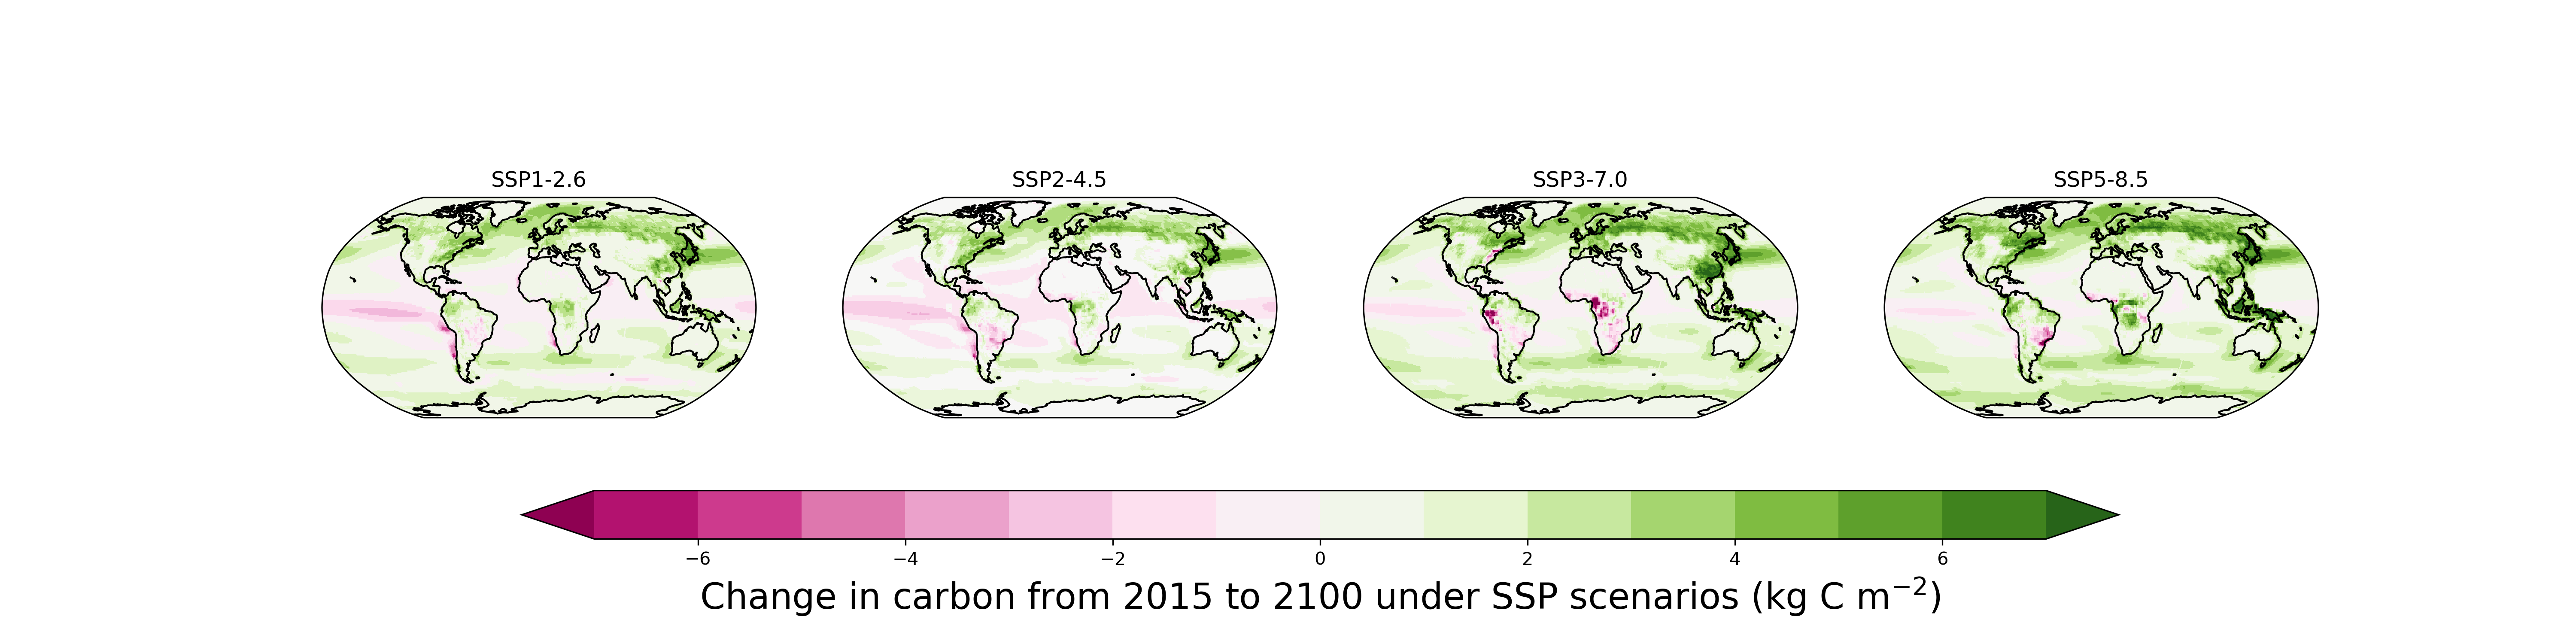 SSP1-2.6
SSP2-4.5
SSP3-7.0
SSP5-8.5
−6
−4
−2
0
2
4
6
Change in carbon from 2015 to 2100 under SSP scenarios (kg C m⁻²)